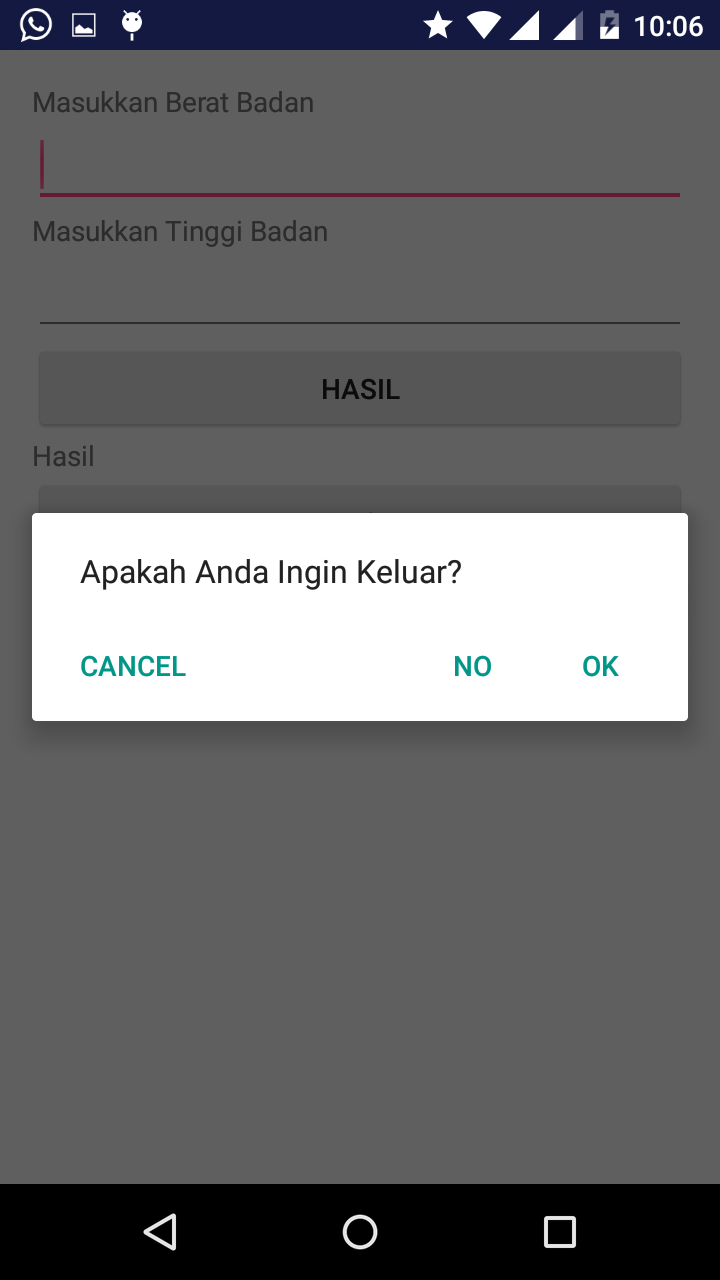 10:06
Masukkan Berat Badan
Masukkan Tinggi Badan
HASIL
Hasil
Apakah Anda Ingin Keluar?
CANCEL NO OK